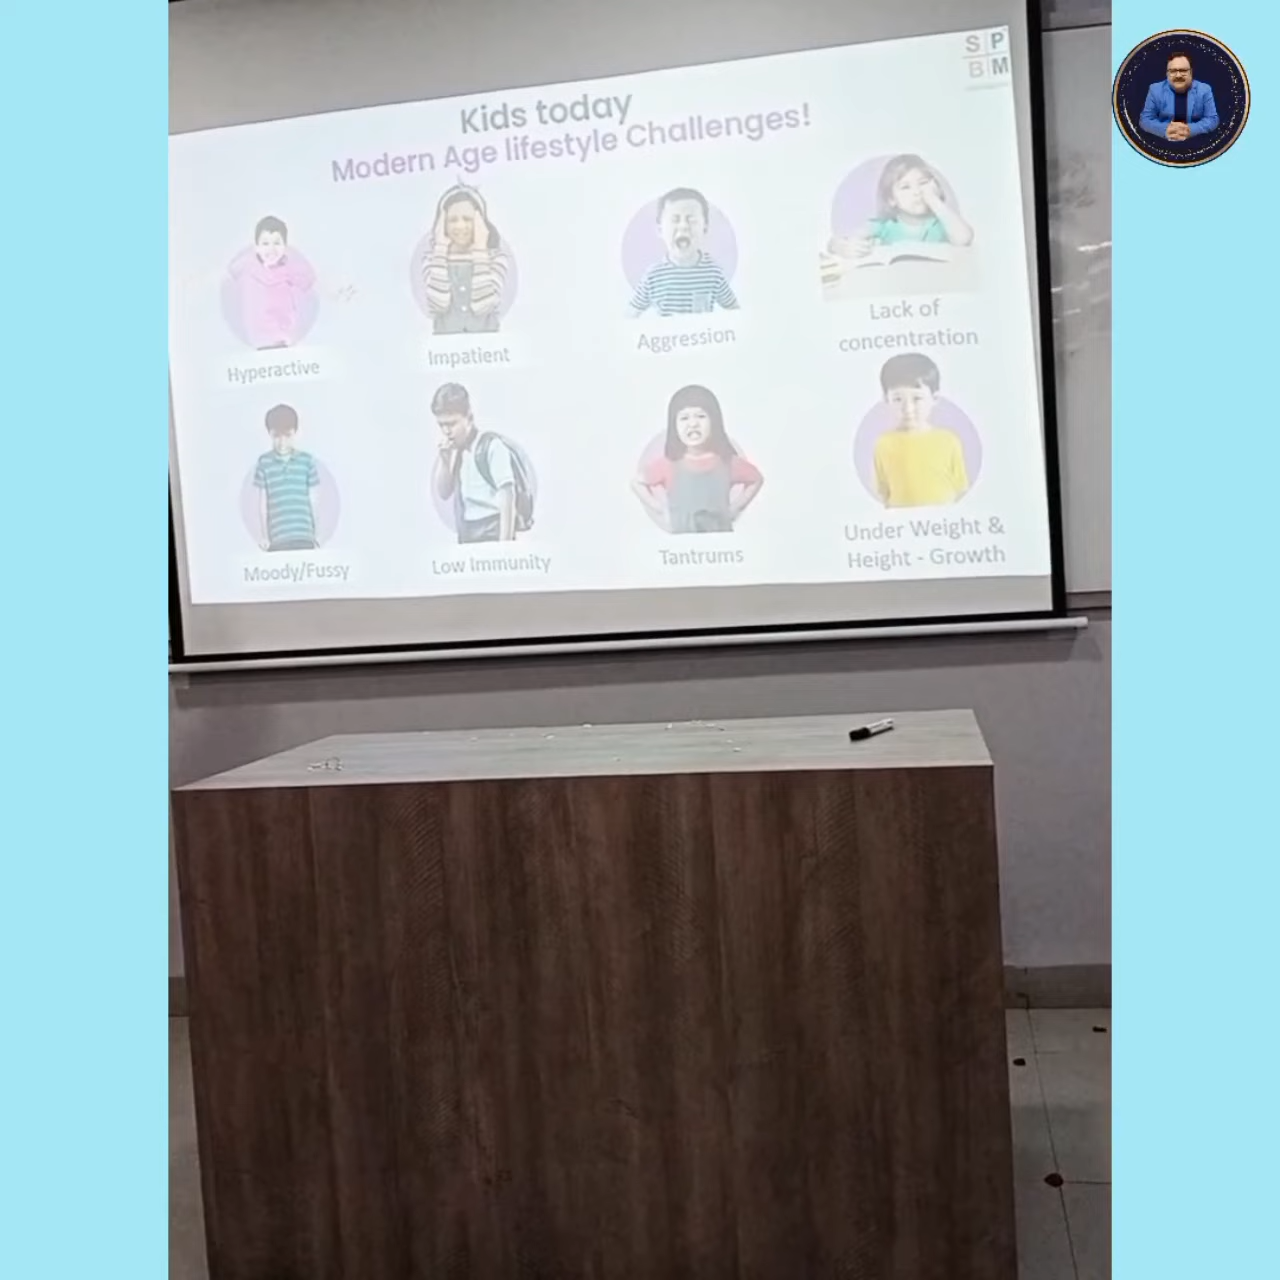 S P
B M
Kids today
Modern Age lifestyle Challenges!
Hyperactive
Impatient
Aggression
Lack of
concentration
Moody/Fussy
Low Immunity
Tantrums
Under Weight &
Height - Growth